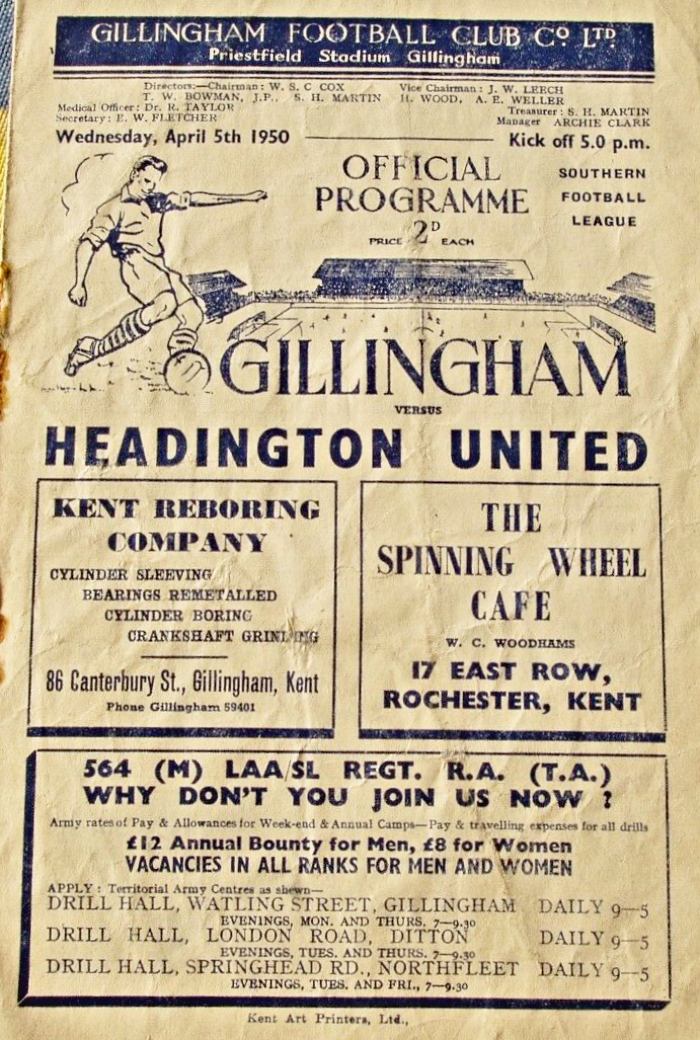 GILLINGHAM FOOTBALL CLUB Cº LTD
Priestfield Stadium Gillingham
Directors:—Chairman: W. S. C COX Vice Chairman: J. W. LEECH
T. W. BOWMAN, J.P., S. H. MARTIN H. WOOD, A. E. WELLER
Medical Officer: Dr. R. TAYLOR Treasurer: S. H. MARTIN
Secretary: E. W. FLETCHER Manager ARCHIE CLARK
Wednesday, April 5th 1950 Kick off 5.0 p.m.
OFFICIAL
PROGRAMME
PRICE 2D EACH
SOUTHERN
FOOTBALL
LEAGUE
GILLINGHAM
VERSUS
HEADINGTON UNITED
KENT REBORING
COMPANY
CYLINDER SLEEVING
BEARINGS REMETALLED
CYLINDER BORING
CRANKSHAFT GRINDING
86 Canterbury St., Gillingham, Kent
Phone Gillingham 59401
THE
SPINNING WHEEL
CAFE
W. C. WOODHAMS
17 EAST ROW,
ROCHESTER, KENT
564 (M) LAA/SL REGT. R.A. (T.A.)
WHY DON'T YOU JOIN US NOW ?
Army rates of Pay & Allowances for Week-end & Annual Camps—Pay & travelling expenses for all drills
£12 Annual Bounty for Men, £8 for Women
VACANCIES IN ALL RANKS FOR MEN AND WOMEN
APPLY : Territorial Army Centres as shewn—
DRILL HALL, WATLING STREET, GILLINGHAM DAILY 9—5
EVENINGS, MON. AND THURS. 7—9.30
DRILL HALL, LONDON ROAD, DITTON DAILY 9—5
EVENINGS, TUES. AND THURS. 7—9.30
DRILL HALL, SPRINGHEAD RD., NORTHFLEET DAILY 9—5
EVENINGS, TUES. AND FRI., 7—9.30
Kent Art Printers, Ltd.,